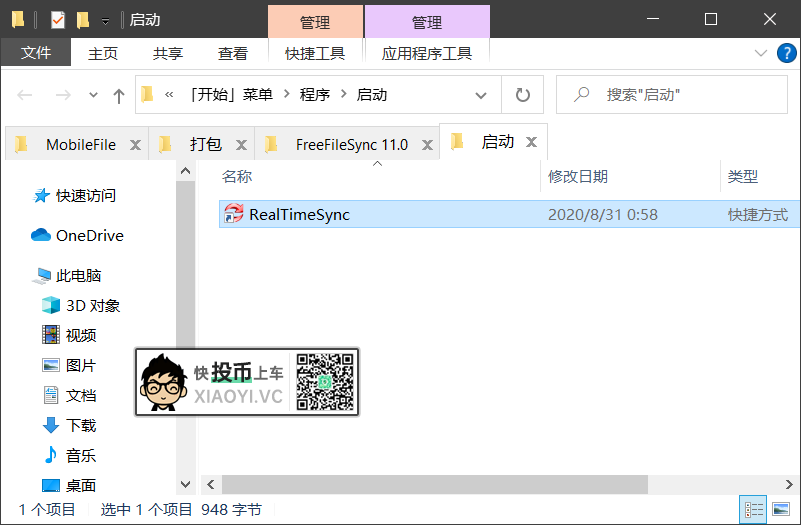 启动
管理
管理
文件
主页
共享
查看
快捷工具
应用程序工具
« 「开始」菜单 > 程序 > 启动
搜索"启动"
MobileFile
打包
FreeFileSync 11.0
启动
名称
修改日期
类型
RealTimeSync
2020/8/31 0:58
快捷方式
快速访问
OneDrive
此电脑
3D 对象
视频
图片
文档
下载
音乐
桌面
快投币上车
XIAOYI.VC
1 个项目
选中 1 个项目 948 字节